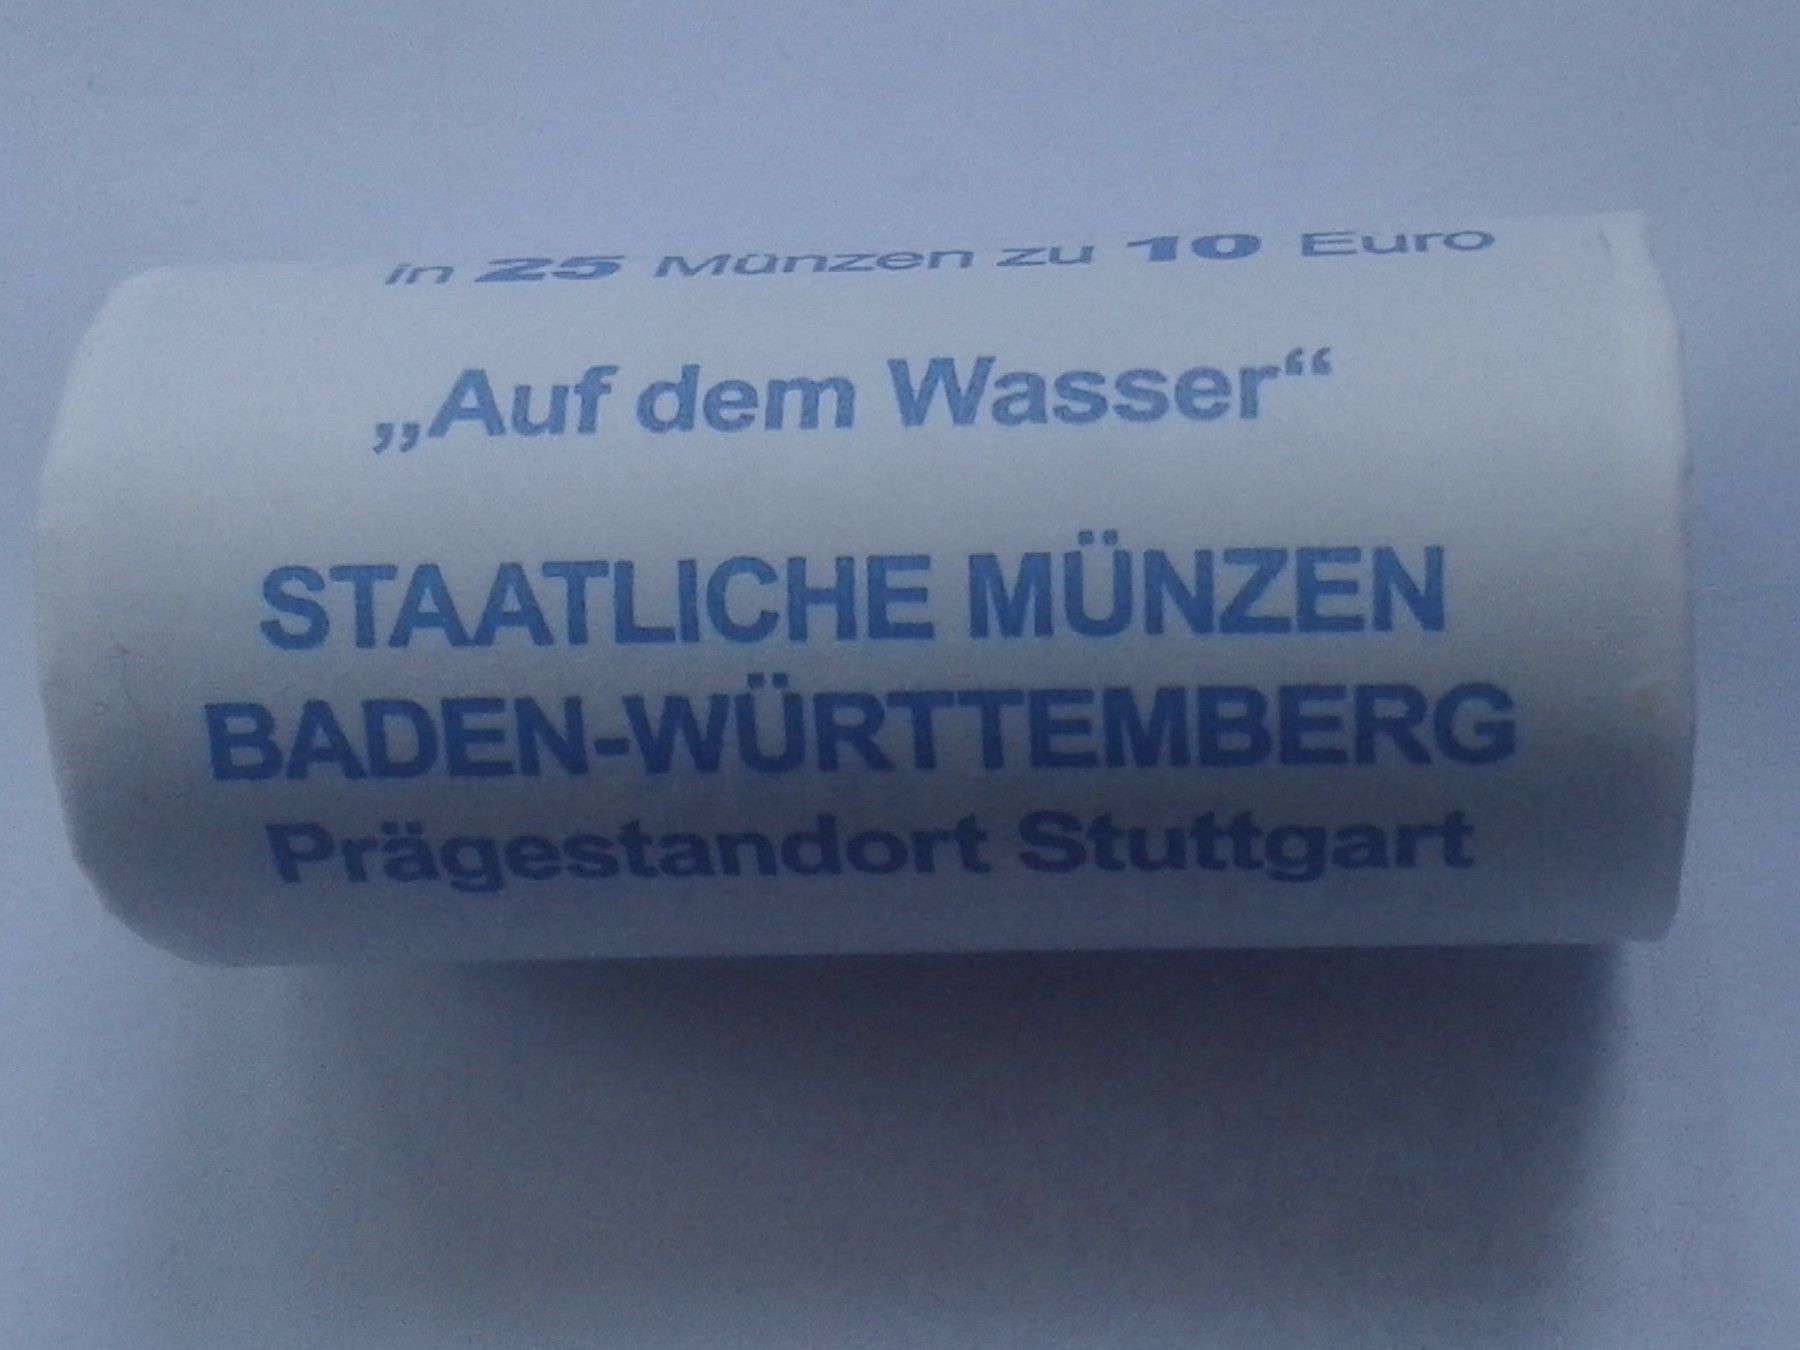 in 25 Münzen zu 10 Euro
„Auf dem Wasser“
STAATLICHE MÜNZEN
BADEN-WÜRTTEMBERG
Prägestandort Stuttgart